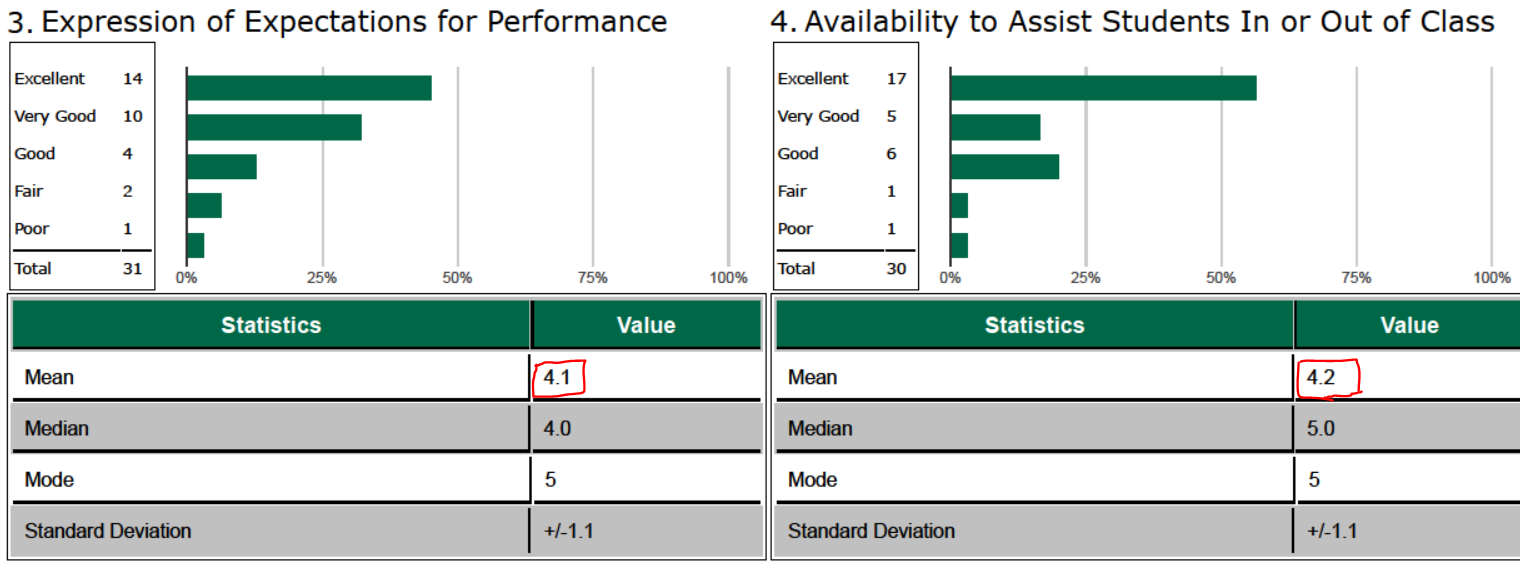 3. Expression of Expectations for Performance
Excellent 14
Very Good 10
Good 4
Fair 2
Poor 1
Total 31
0% 25% 50% 75% 100%
Statistics Value
Mean 4.1
Median 4.0
Mode 5
Standard Deviation +/-1.1
4. Availability to Assist Students In or Out of Class
Excellent 17
Very Good 5
Good 6
Fair 1
Poor 1
Total 30
0% 25% 50% 75% 100%
Statistics Value
Mean 4.2
Median 5.0
Mode 5
Standard Deviation +/-1.1